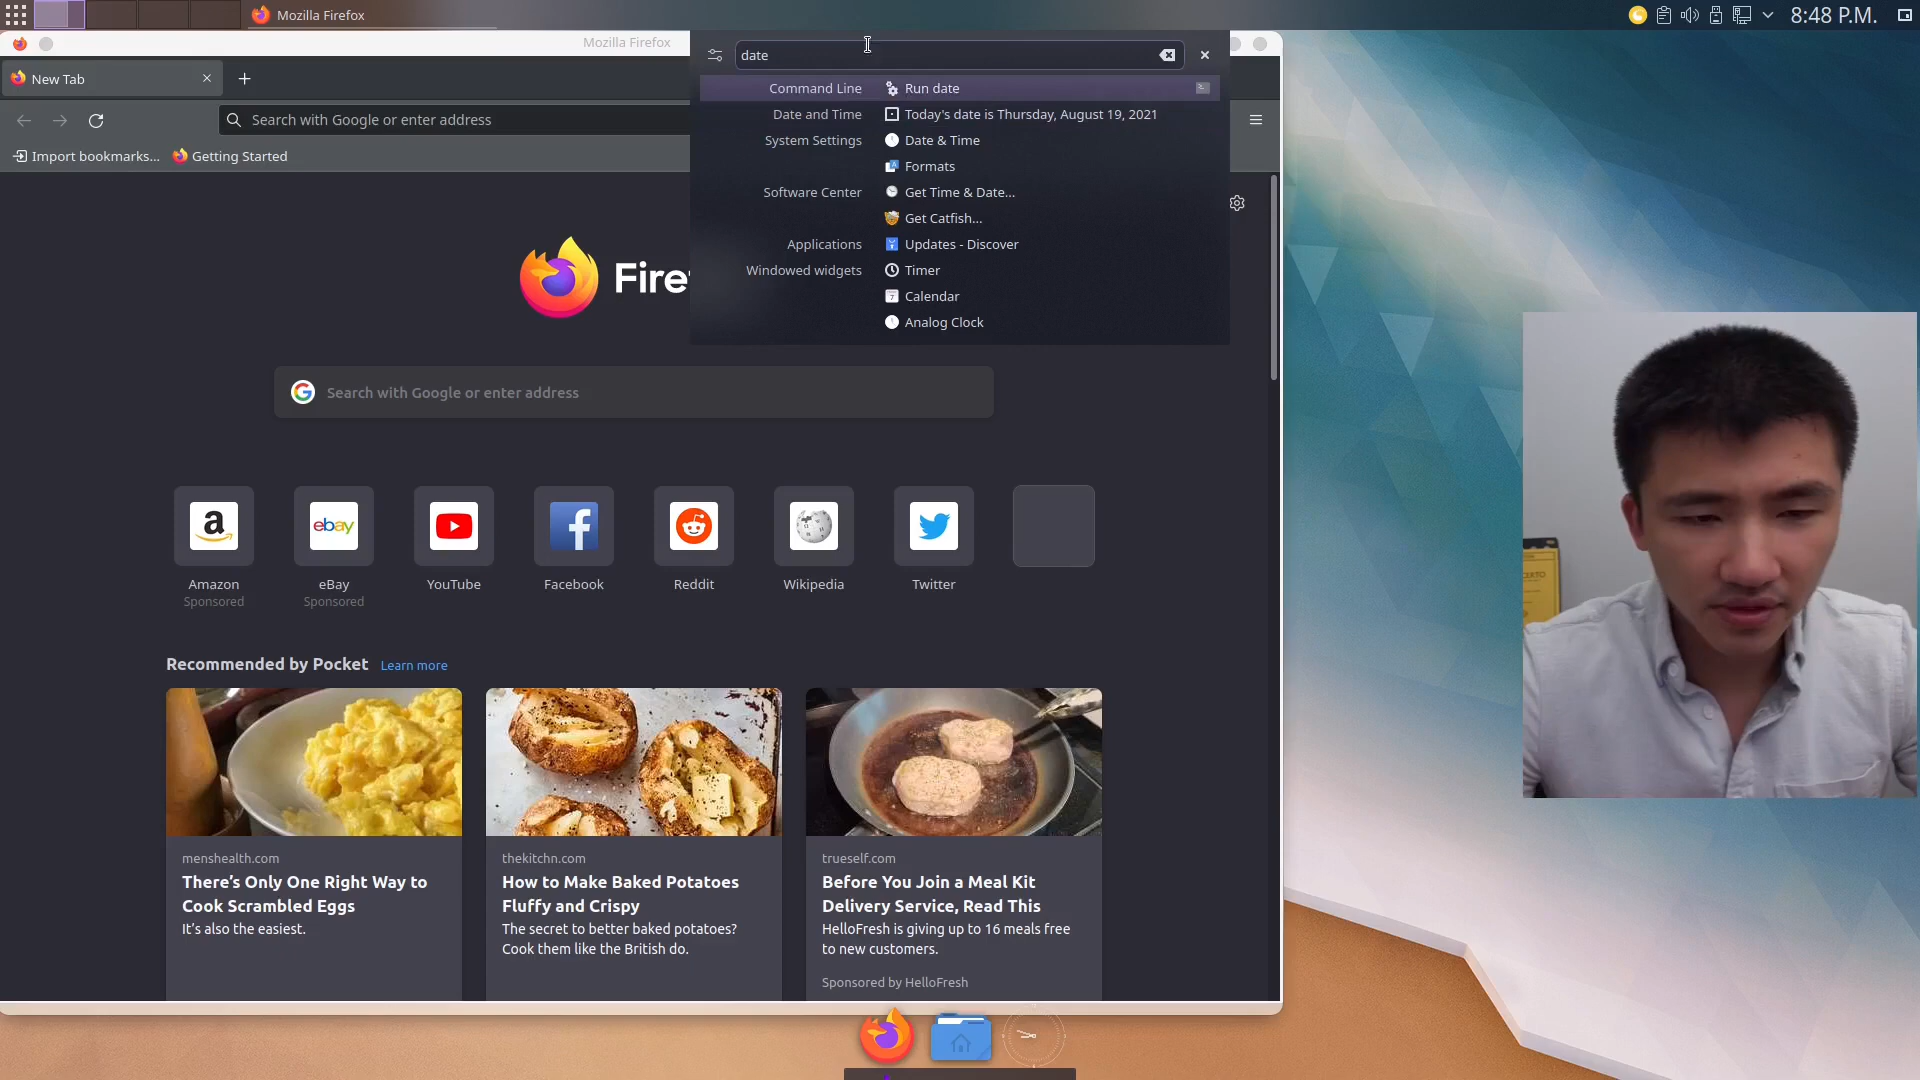 Mozilla Firefox
8:48 P.M.
Mozilla Firefox
date
New Tab
Command Line Run date
Date and Time Today's date is Thursday, August 19, 2021
Search with Google or enter address
System Settings Date & Time
Import bookmarks... Getting Started
Formats
Software Center Get Time & Date...
Get Catfish...
Applications Updates - Discover
Windowed widgets Timer
Calendar
Analog Clock
Fire
Search with Google or enter address
a
ebay
Amazon eBay YouTube Facebook Reddit Wikipedia Twitter
Sponsored Sponsored
Recommended by Pocket Learn more
menshealth.com
There’s Only One Right Way to
Cook Scrambled Eggs
It’s also the easiest.
thekitchn.com
How to Make Baked Potatoes
Fluffy and Crispy
The secret to better baked potatoes?
Cook them like the British do.
trueself.com
Before You Join a Meal Kit
Delivery Service, Read This
HelloFresh is giving up to 16 meals free
to new customers.
Sponsored by HelloFresh